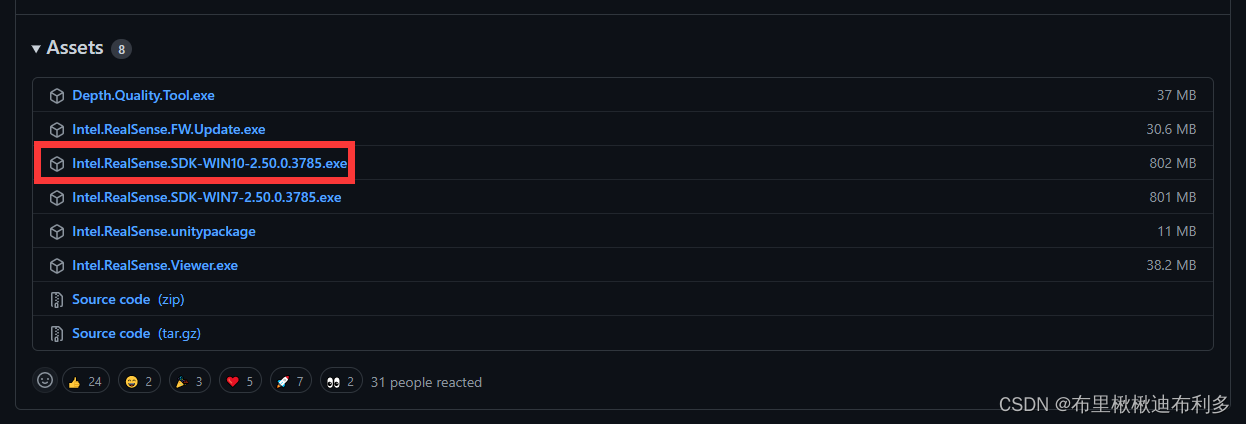 Assets 8
Depth.Quality.Tool.exe 37 MB
Intel.RealSense.FW.Update.exe 30.6 MB
Intel.RealSense.SDK-WIN10-2.50.0.3785.exe 802 MB
Intel.RealSense.SDK-WIN7-2.50.0.3785.exe 801 MB
Intel.RealSense.unitypackage 11 MB
Intel.RealSense.Viewer.exe 38.2 MB
Source code (zip)
Source code (tar.gz)
24 2 3 5 7 2 31 people reacted
CSDN @布里楸楸迪布利多